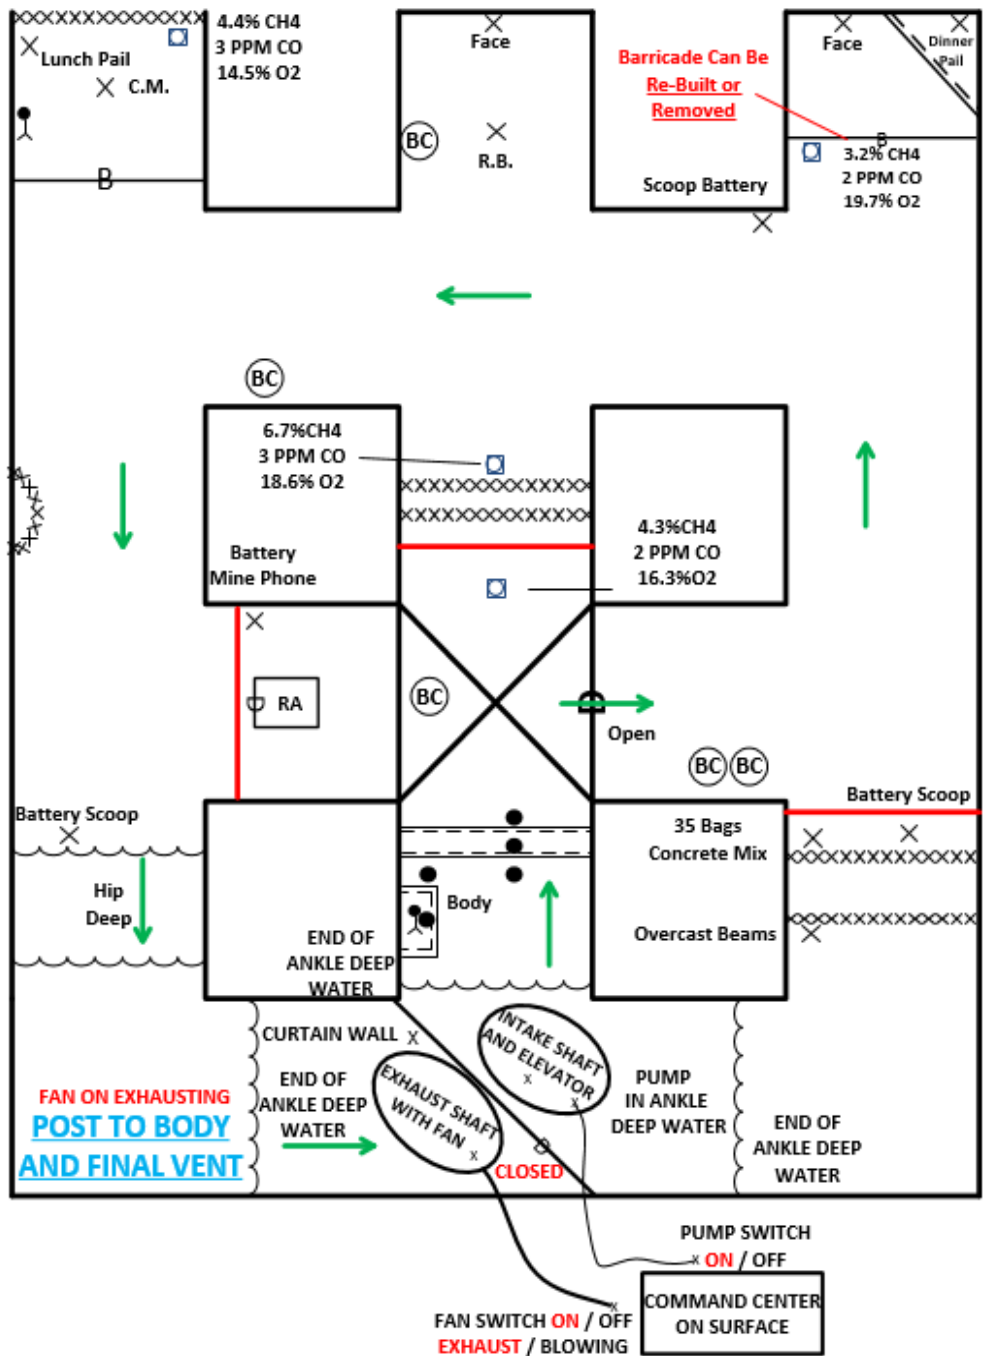 4.4% CH4
3 PPM CO
14.5% O2
Lunch Pail
C.M.
B
Face
BC
R.B.
Barricade Can Be
Re-Built or
Removed
Scoop Battery
Face
Dinner
Pail
B
3.2% CH4
2 PPM CO
19.7% O2
BC
6.7%CH4
3 PPM CO
18.6% O2
Battery
Mine Phone
4.3%CH4
2 PPM CO
16.3%O2
D
RA
BC
Open
BC
BC
Battery Scoop
Battery Scoop
Hip
Deep
35 Bags
Concrete Mix
Overcast Beams
Body
END OF
ANKLE DEEP
WATER
CURTAIN WALL
INTAKE SHAFT
AND ELEVATOR
EXHAUST SHAFT
WITH FAN
END OF
ANKLE DEEP
WATER
PUMP
IN ANKLE
DEEP WATER
END OF
ANKLE DEEP
WATER
D
CLOSED
FAN ON EXHAUSTING
POST TO BODY
AND FINAL VENT
PUMP SWITCH
ON / OFF
COMMAND CENTER
ON SURFACE
FAN SWITCH ON / OFF
EXHAUST / BLOWING